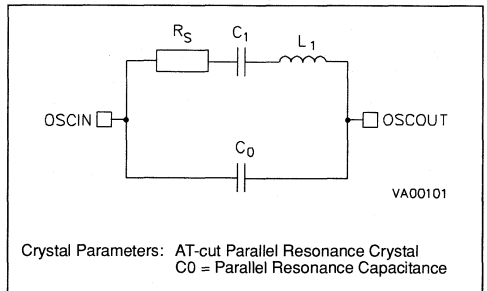 RS C1 L1
OSCIN OSCOUT
C0
VA00101
Crystal Parameters: AT-cut Parallel Resonance Crystal
C0 = Parallel Resonance Capacitance